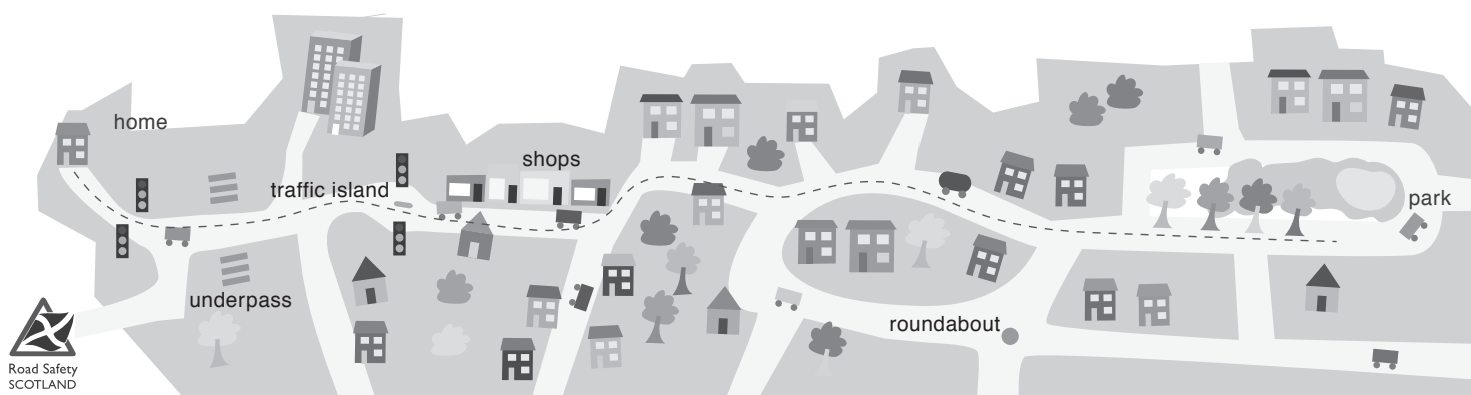 home
shops
traffic island
park
underpass
roundabout
Road Safety
SCOTLAND